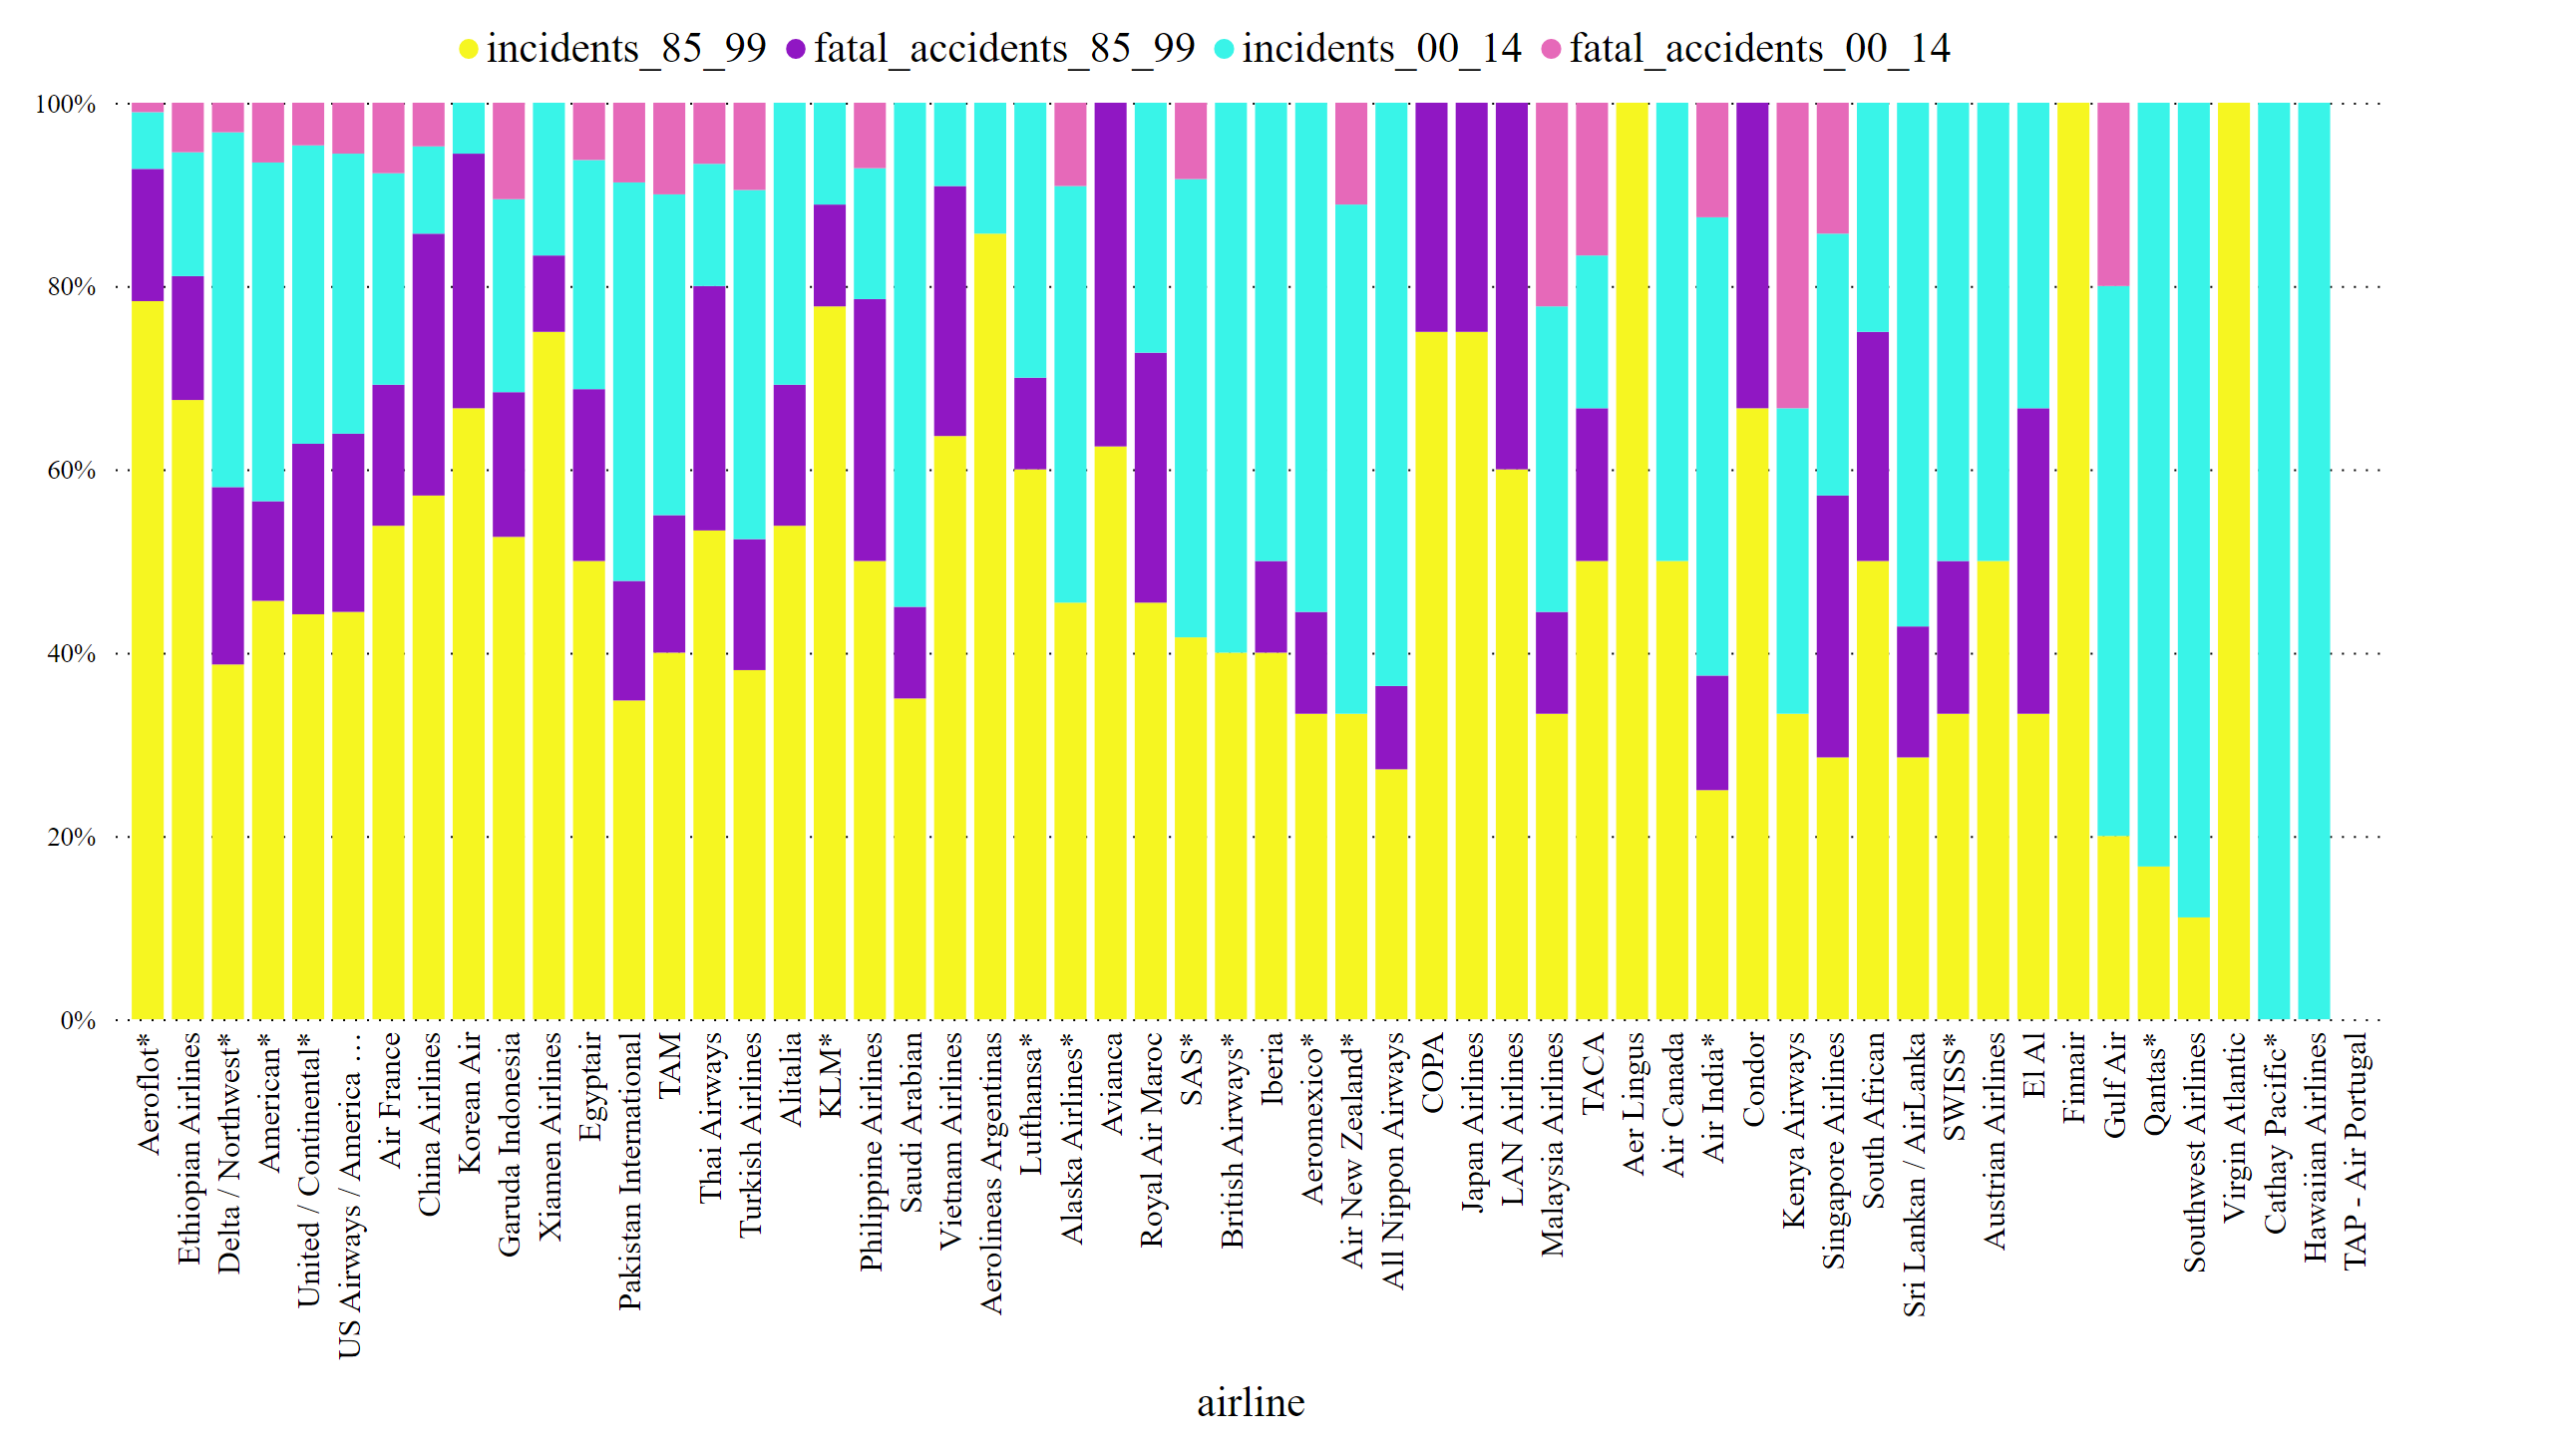 incidents_85_99 fatal_accidents_85_99 incidents_00_14 fatal_accidents_00_14
100%
80%
60%
40%
20%
0%
Aeroflot*
Ethiopian Airlines
Delta / Northwest*
American*
United / Continental*
US Airways / America ...
Air France
China Airlines
Korean Air
Garuda Indonesia
Xiamen Airlines
Egyptair
Pakistan International
TAM
Thai Airways
Turkish Airlines
Alitalia
KLM*
Philippine Airlines
Saudi Arabian
Vietnam Airlines
Aerolineas Argentinas
Lufthansa*
Alaska Airlines*
Avianca
Royal Air Maroc
SAS*
British Airways*
Iberia
Aeromexico*
Air New Zealand*
All Nippon Airways
COPA
Japan Airlines
LAN Airlines
Malaysia Airlines
TACA
Aer Lingus
Air Canada
Air India*
Condor
Kenya Airways
Singapore Airlines
South African
Sri Lankan / AirLanka
SWISS*
Austrian Airlines
El Al
Finnair
Gulf Air
Qantas*
Southwest Airlines
Virgin Atlantic
Cathay Pacific*
Hawaiian Airlines
TAP - Air Portugal
airline